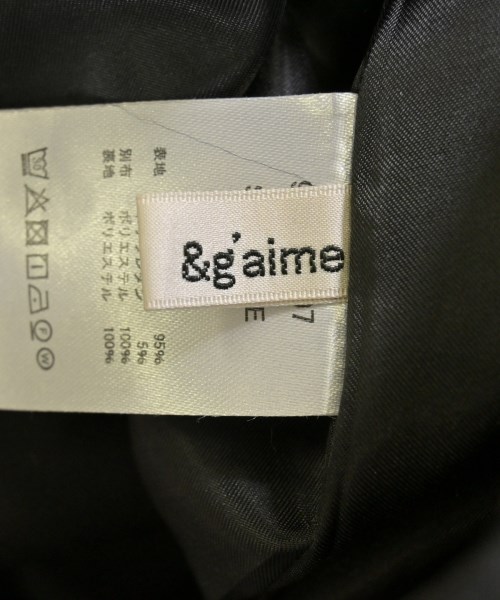 &g'aime
表地 95%
5%
別布 ポリエステル 100%
裏地 ポリエステル 100%